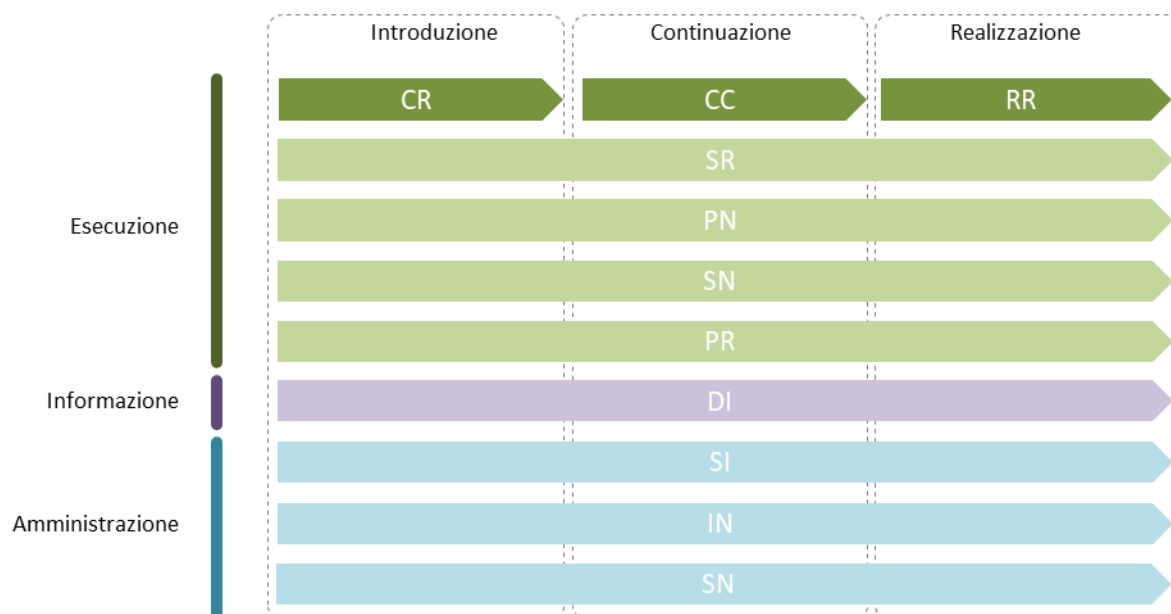 Introduzione Continuazione Realizzazione
CR CC RR
SR
Esecuzione
PN
SN
PR
Informazione
DI
SI
Amministrazione
IN
SN